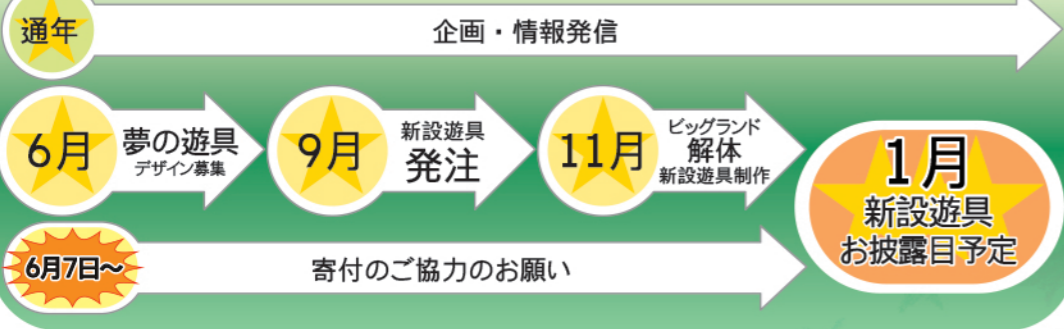 通年
企画・情報発信
6月
夢の遊具
デザイン募集
9月
新設遊具
発注
11月
ビッグランド
解体
新設遊具制作
1月
新設遊具
お披露目予定
6月7日~
寄付のご協力のお願い